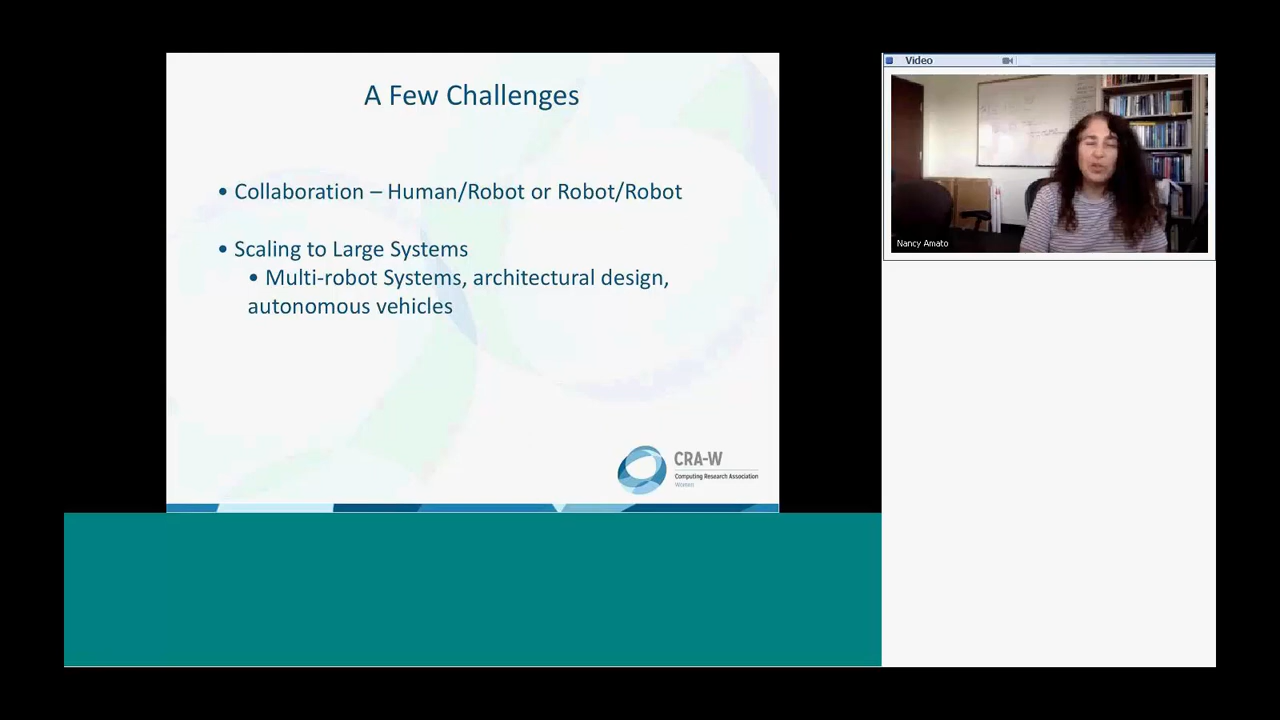 A Few Challenges
• Collaboration – Human/Robot or Robot/Robot
• Scaling to Large Systems
• Multi-robot Systems, architectural design,
autonomous vehicles
CRA-W
Computing Research Association
Women
Video
Nancy Amato